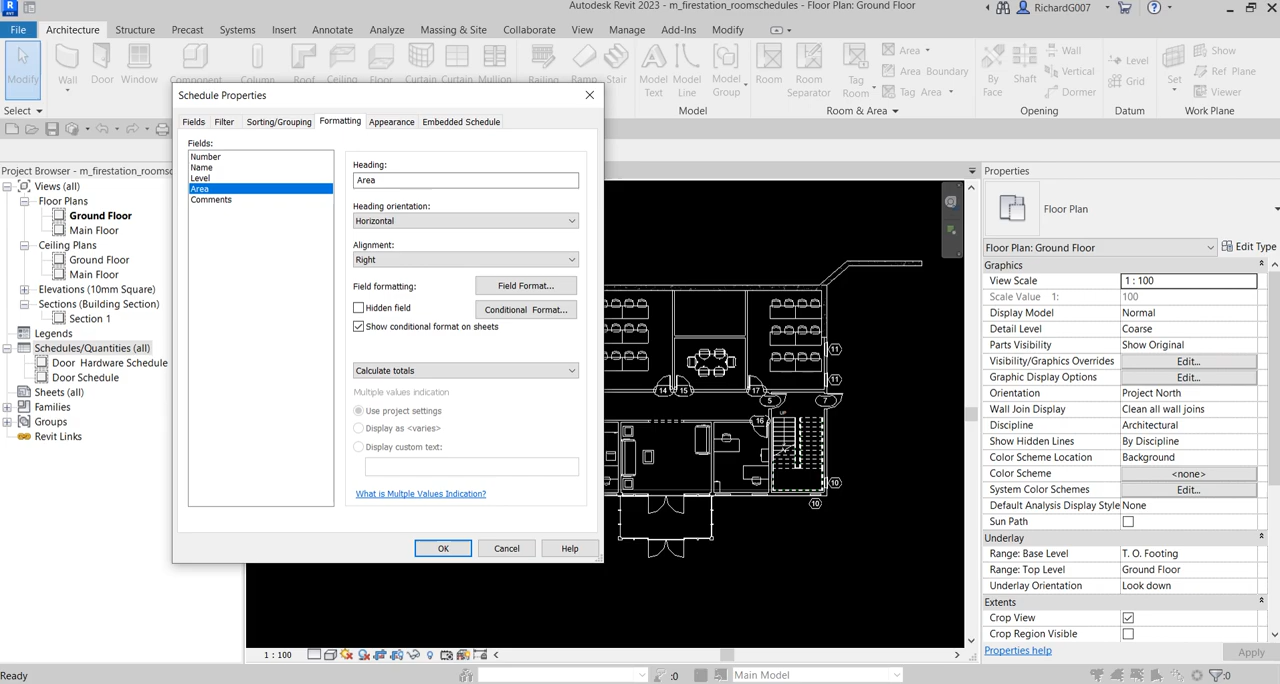 Autodesk Revit 2023 - m_firestation_roomschedules - Floor Plan: Ground Floor
RichardG007
File Architecture Structure Precast Systems Insert Annotate Analyze Massing & Site Collaborate View Manage Add-Ins Modify
Modify Wall Door Window Component Column Roof Ceiling Floor Curtain Curtain Mullion Railing Ramp Stair Model Text Model Line Model Group Room Room Separator Tag Room Area Area Boundary Tag Area By Face Shaft Wall Vertical Dormer Level Grid Set Show Ref Plane Viewer
Select Model Room & Area Opening Datum Work Plane
Project Browser - m_firestation_roomsc
Views (all)
Floor Plans
Ground Floor
Main Floor
Ceiling Plans
Ground Floor
Main Floor
Elevations (10mm Square)
Sections (Building Section)
Section 1
Legends
Schedules/Quantities (all)
Door Hardware Schedule
Door Schedule
Sheets (all)
Families
Groups
Revit Links
Schedule Properties
Fields Filter Sorting/Grouping Formatting Appearance Embedded Schedule
Fields:
Number
Name
Level
Area
Comments
Heading:
Area
Heading orientation:
Horizontal
Alignment:
Right
Field formatting: Field Format...
Hidden field Conditional Format...
Show conditional format on sheets
Calculate totals
Multiple values indication
Use project settings
Display as <varies>
Display custom text:
What is Multple Values Indication?
OK Cancel Help
11
11
14 15 17 5 7
UP
16
10
10
Properties
Floor Plan
Floor Plan: Ground Floor Edit Type
Graphics
View Scale 1 : 100
Scale Value 1: 100
Display Model Normal
Detail Level Coarse
Parts Visibility Show Original
Visibility/Graphics Overrides Edit...
Graphic Display Options Edit...
Orientation Project North
Wall Join Display Clean all wall joins
Discipline Architectural
Show Hidden Lines By Discipline
Color Scheme Location Background
Color Scheme <none>
System Color Schemes Edit...
Default Analysis Display Style None
Sun Path
Underlay
Range: Base Level T. O. Footing
Range: Top Level Ground Floor
Underlay Orientation Look down
Extents
Crop View
Crop Region Visible
Properties help Apply
1 : 100
Ready :0 Main Model :0